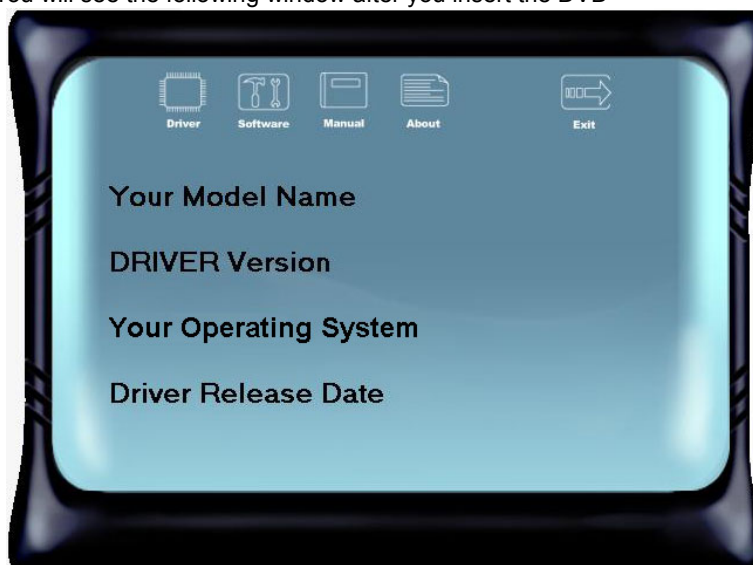 You will see the following window after you insert the DVD
Driver Software Manual About Exit
Your Model Name
DRIVER Version
Your Operating System
Driver Release Date